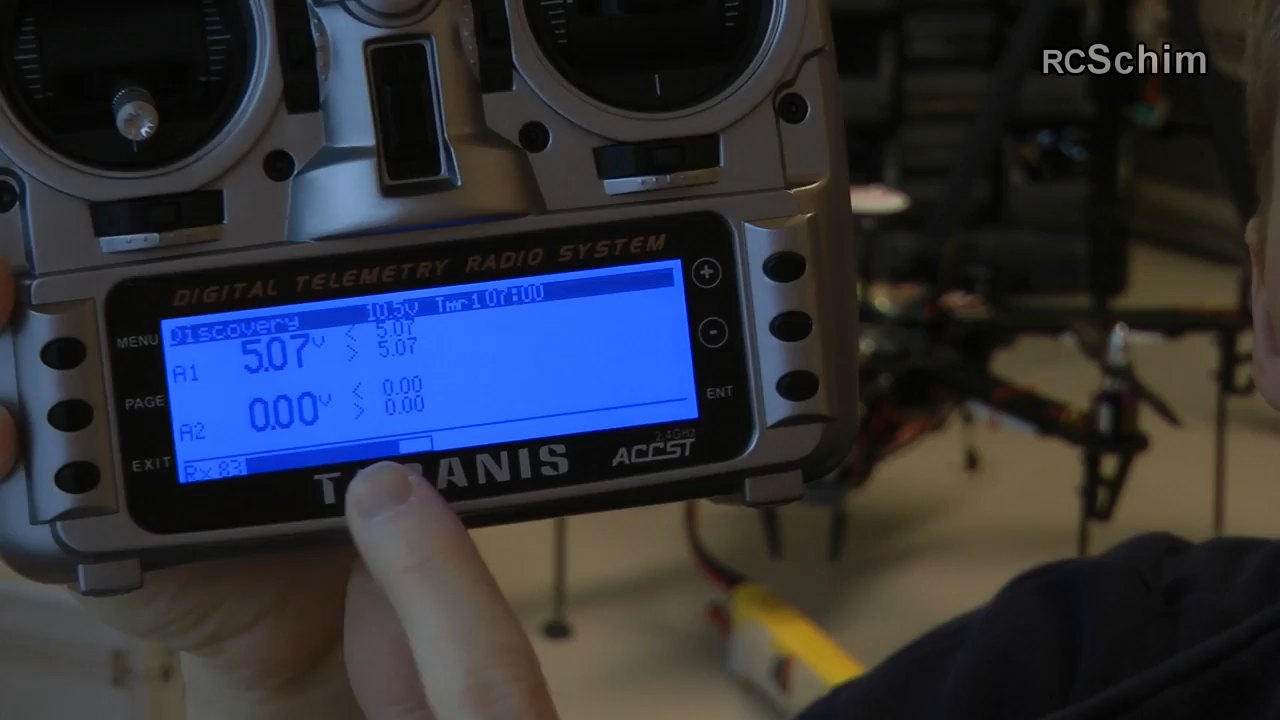 RCSchim
DIGITAL TELEMETRY RADIO SYSTEM
MENU
PAGE
EXIT
+
-
ENT
Discovery 10.5V Tmr1 07:00
A1 5.07V < 5.07
> 5.07
A2 0.00V < 0.00
> 0.00
Rx 83
ANIS
2.4GHz
ACCST